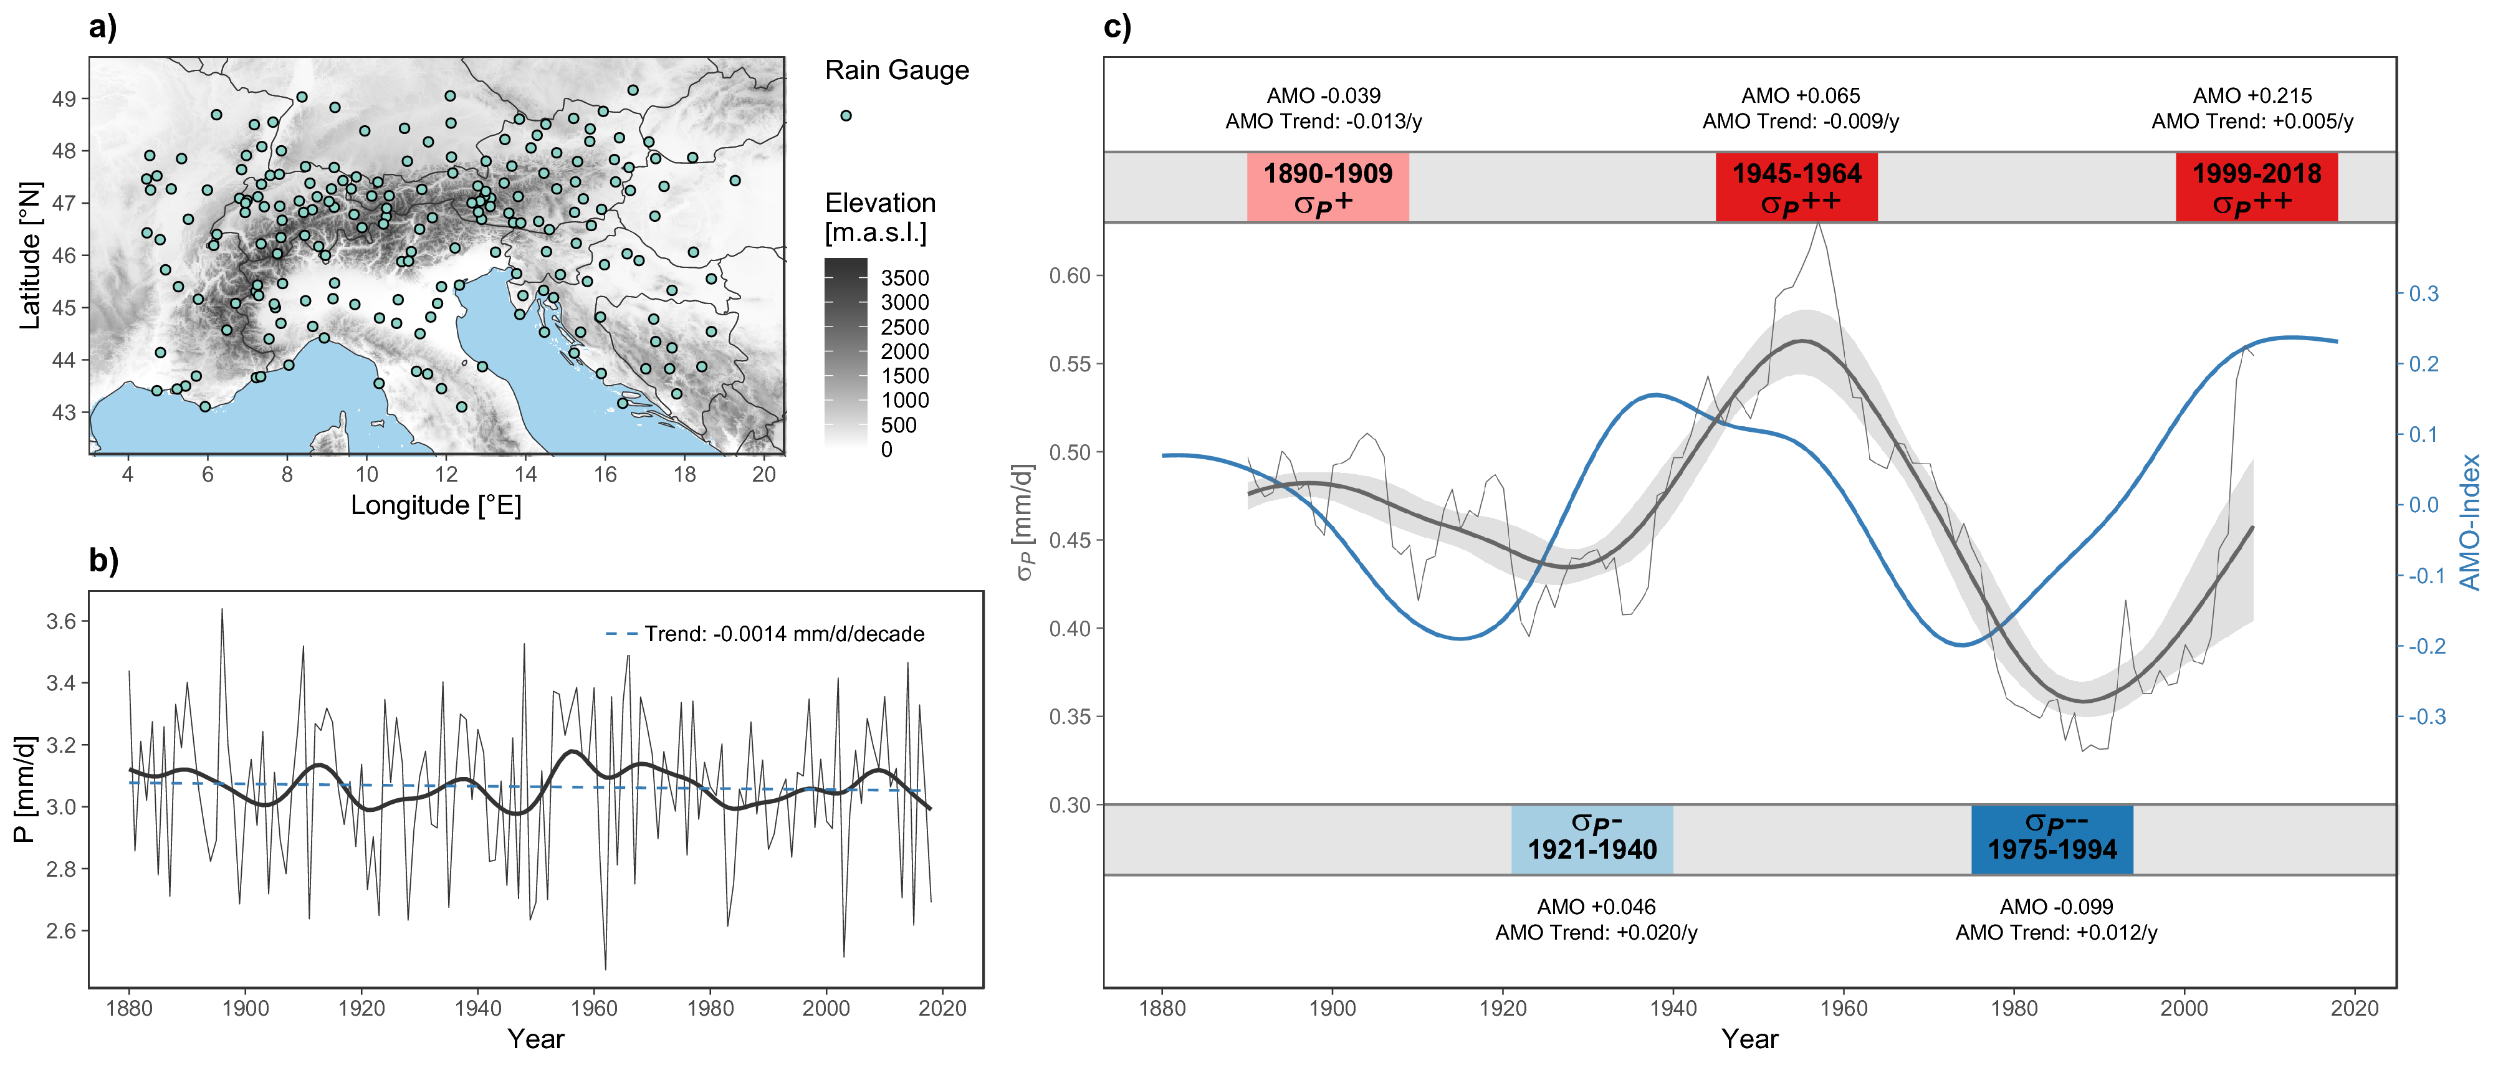 a)
49
48
47
46
45
44
43
Latitude [°N]
4 6 8 10 12 14 16 18 20
Longitude [°E]
Rain Gauge
Elevation
[m.a.s.l.]
3500
3000
2500
2000
1500
1000
500
0
b)
3.6
3.4
3.2
3.0
2.8
2.6
P [mm/d]
Trend: -0.0014 mm/d/decade
1880 1900 1920 1940 1960 1980 2000 2020
Year
c)
AMO -0.039
AMO Trend: -0.013/y
AMO +0.065
AMO Trend: -0.009/y
AMO +0.215
AMO Trend: +0.005/y
1890-1909
σP+
1945-1964
σP++
1999-2018
σP++
0.60
0.55
0.50
0.45
0.40
0.35
0.30
σP [mm/d]
0.3
0.2
0.1
0.0
-0.1
-0.2
-0.3
AMO-Index
σP-
1921-1940
σP--
1975-1994
AMO +0.046
AMO Trend: +0.020/y
AMO -0.099
AMO Trend: +0.012/y
1880 1900 1920 1940 1960 1980 2000 2020
Year